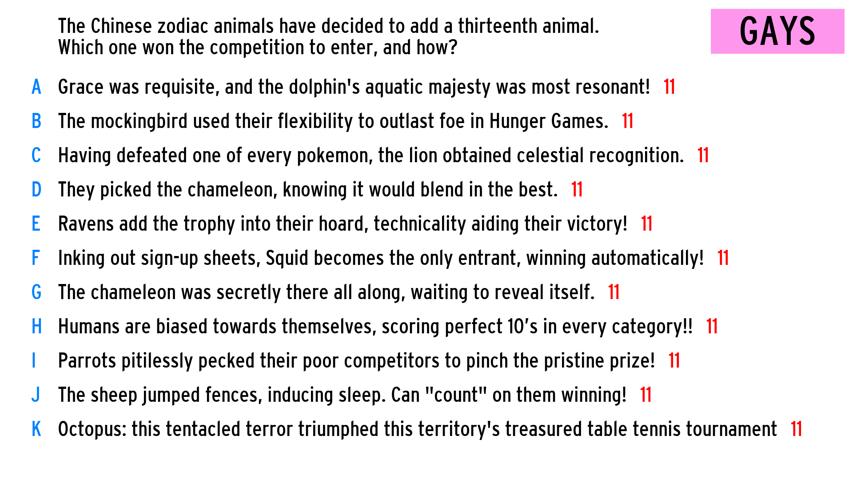 The Chinese zodiac animals have decided to add a thirteenth animal.
Which one won the competition to enter, and how?
GAYS
A Grace was requisite, and the dolphin's aquatic majesty was most resonant! 11
B The mockingbird used their flexibility to outlast foe in Hunger Games. 11
C Having defeated one of every pokemon, the lion obtained celestial recognition. 11
D They picked the chameleon, knowing it would blend in the best. 11
E Ravens add the trophy into their hoard, technicality aiding their victory! 11
F Inking out sign-up sheets, Squid becomes the only entrant, winning automatically! 11
G The chameleon was secretly there all along, waiting to reveal itself. 11
H Humans are biased towards themselves, scoring perfect 10's in every category!! 11
I Parrots pitilessly pecked their poor competitors to pinch the pristine prize! 11
J The sheep jumped fences, inducing sleep. Can "count" on them winning! 11
K Octopus: this tentacled terror triumphed this territory's treasured table tennis tournament 11